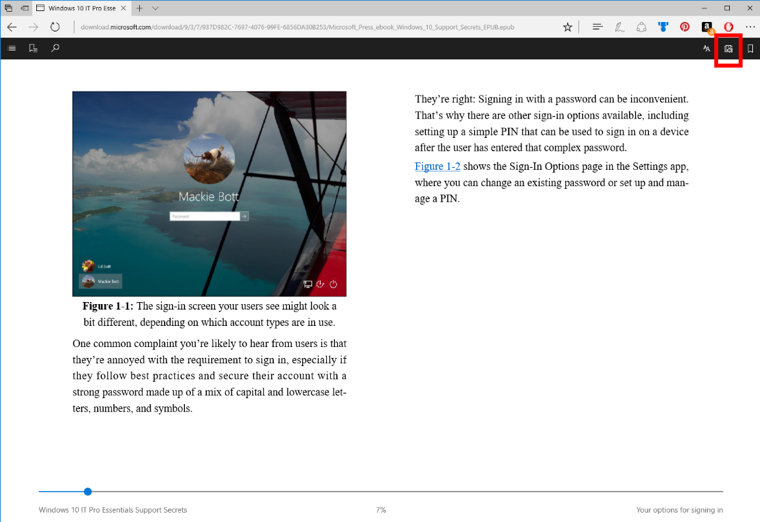 Windows 10 IT Pro Esse
download.microsoft.com/download/9/3/7/937D882C-7697-4076-99FE-6856DA30B253/Microsoft_Press_ebook_Windows_10_Support_Secrets_EPUB.epub
Mackie Bott
Password
Mackie Bott
Figure 1-1: The sign-in screen your users see might look a
bit different, depending on which account types are in use.
One common complaint you’re likely to hear from users is that
they’re annoyed with the requirement to sign in, especially if
they follow best practices and secure their account with a
strong password made up of a mix of capital and lowercase let-
ters, numbers, and symbols.
They’re right: Signing in with a password can be inconvenient.
That’s why there are other sign-in options available, including
setting up a simple PIN that can be used to sign in on a device
after the user has entered that complex password.
Figure 1-2 shows the Sign-In Options page in the Settings app,
where you can change an existing password or set up and man-
age a PIN.
Windows 10 IT Pro Essentials Support Secrets
7%
Your options for signing in